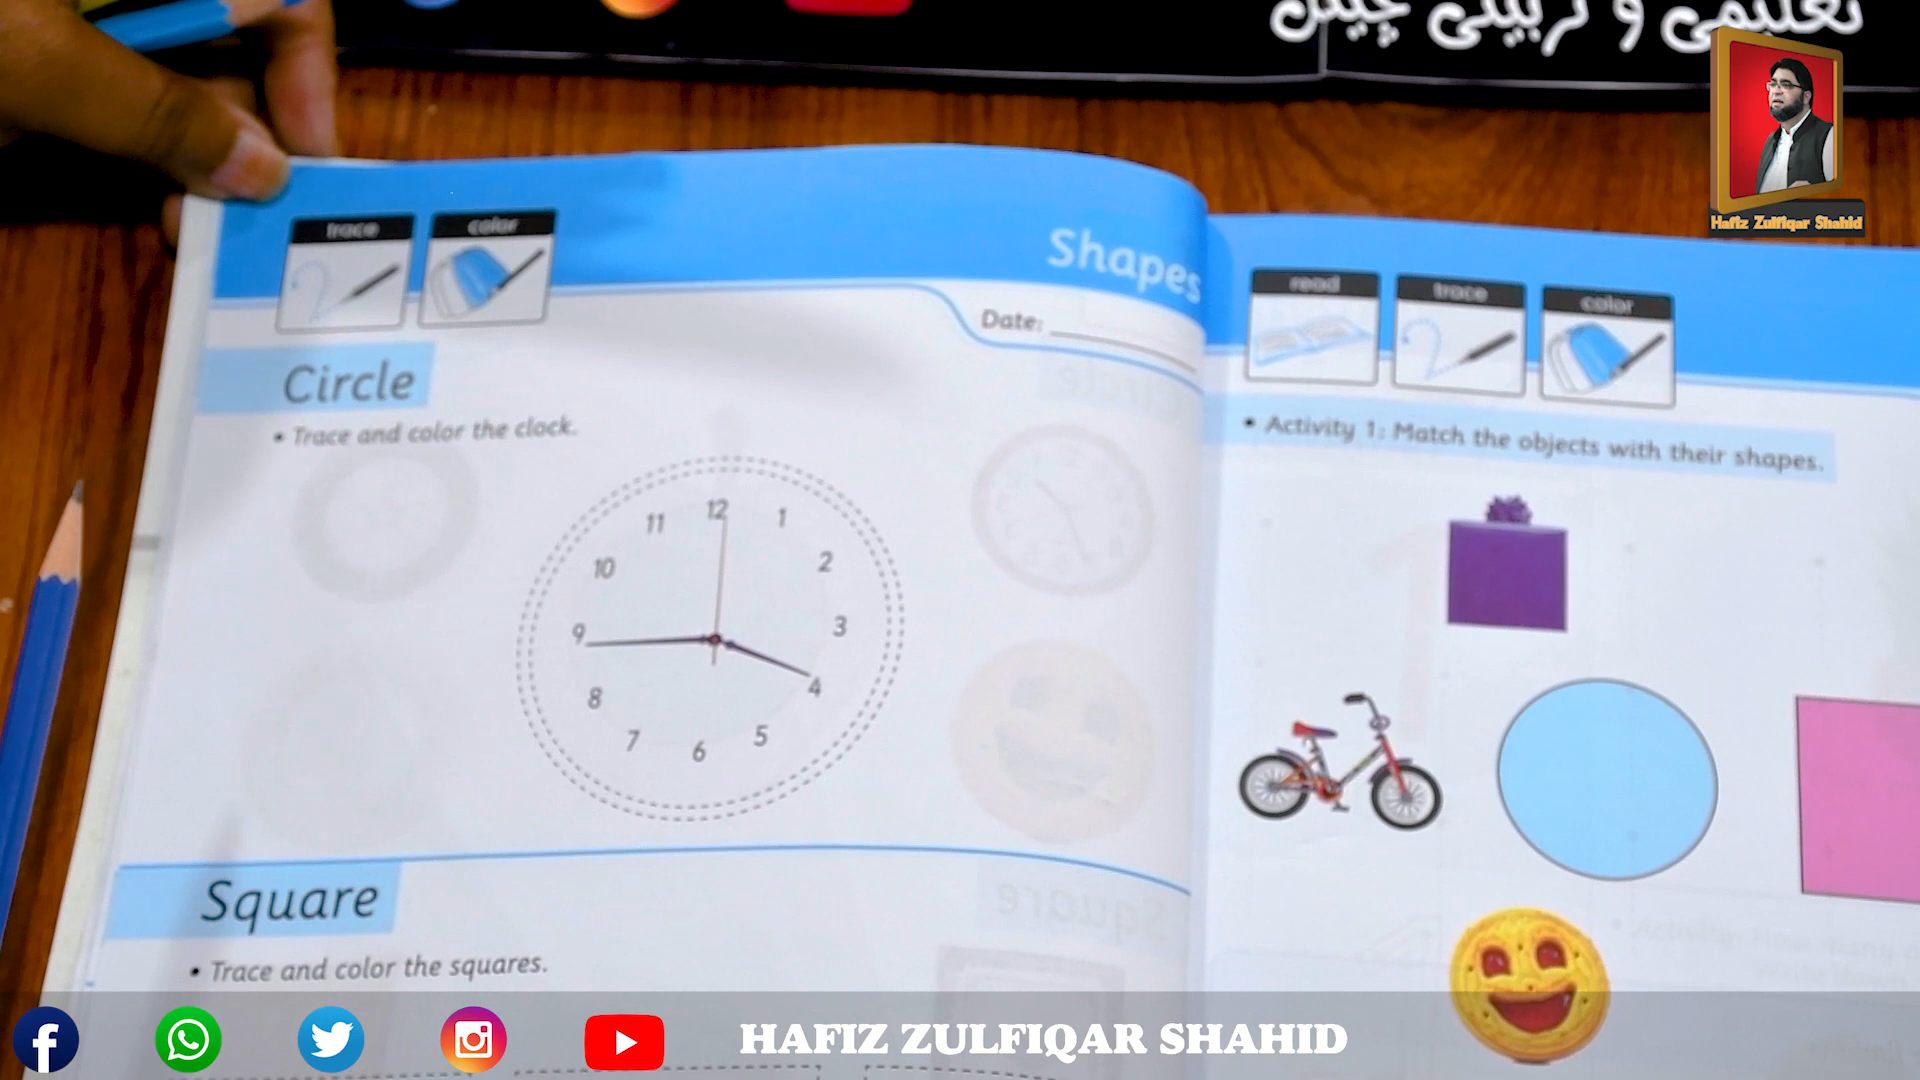 تعلیمی و تربیتی چینل
Hafiz Zulfiqar Shahid
trace
color
Shapes
Date:
Circle
• Trace and color the clock.
12
1
2
3
4
5
6
7
8
9
10
11
Square
• Trace and color the squares.
read
trace
color
• Activity 1: Match the objects with their shapes.
HAFIZ ZULFIQAR SHAHID